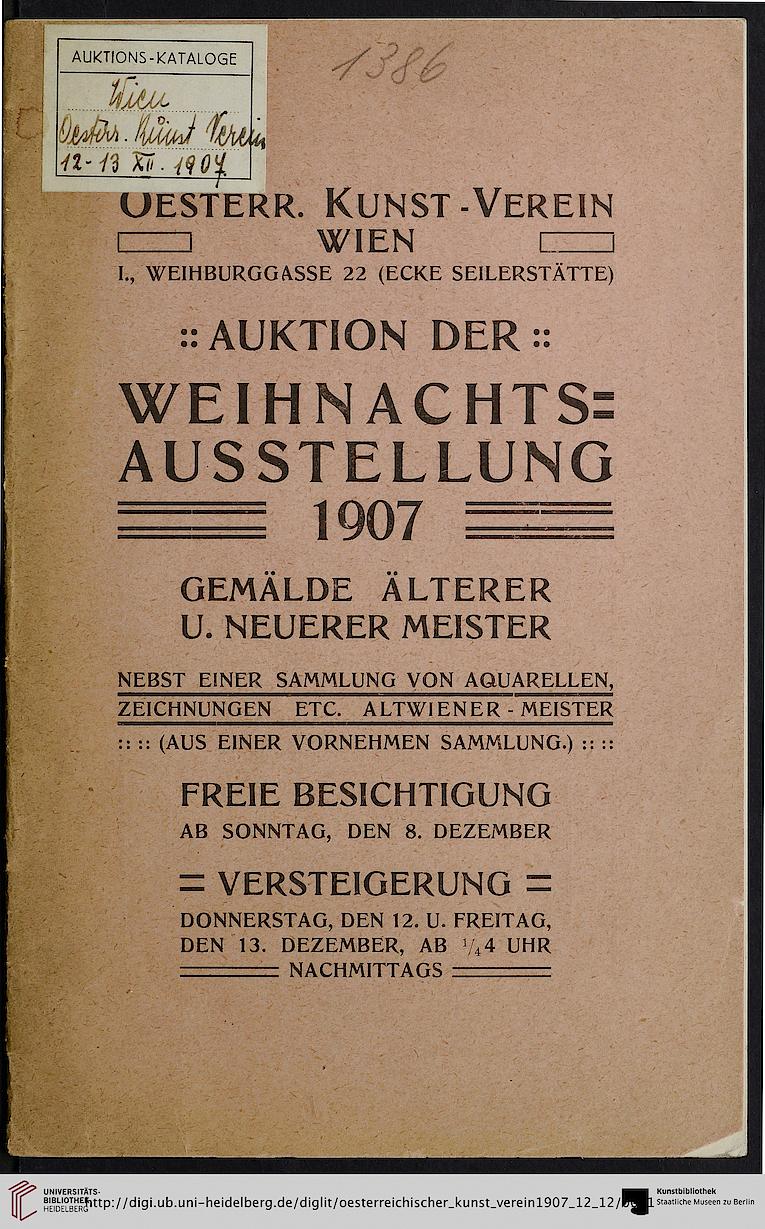 AUKTIONS-KATALOGE
Wien
Oesterr. Kunst Verein
12-13 XII. 1907
1386
OESTERR. KUNST-VEREIN
WIEN
I., WEIHBURGGASSE 22 (ECKE SEILERSTÄTTE)
:: AUKTION DER ::
WEIHNACHTS=
AUSSTELLUNG
1907
GEMÄLDE ÄLTERER
U. NEUERER MEISTER
NEBST EINER SAMMLUNG VON AQUARELLEN,
ZEICHNUNGEN ETC. ALTWIENER-MEISTER
:: :: (AUS EINER VORNEHMEN SAMMLUNG.) :: ::
FREIE BESICHTIGUNG
AB SONNTAG, DEN 8. DEZEMBER
= VERSTEIGERUNG =
DONNERSTAG, DEN 12. U. FREITAG,
DEN 13. DEZEMBER, AB 1/4 4 UHR
NACHMITTAGS
UNIVERSITÄTS-
BIBLIOTHEK
HEIDELBERG
http://digi.ub.uni-heidelberg.de/diglit/oesterreichischer_kunst_verein1907_12_12/
Kunstbibliothek
Staatliche Museen zu Berlin